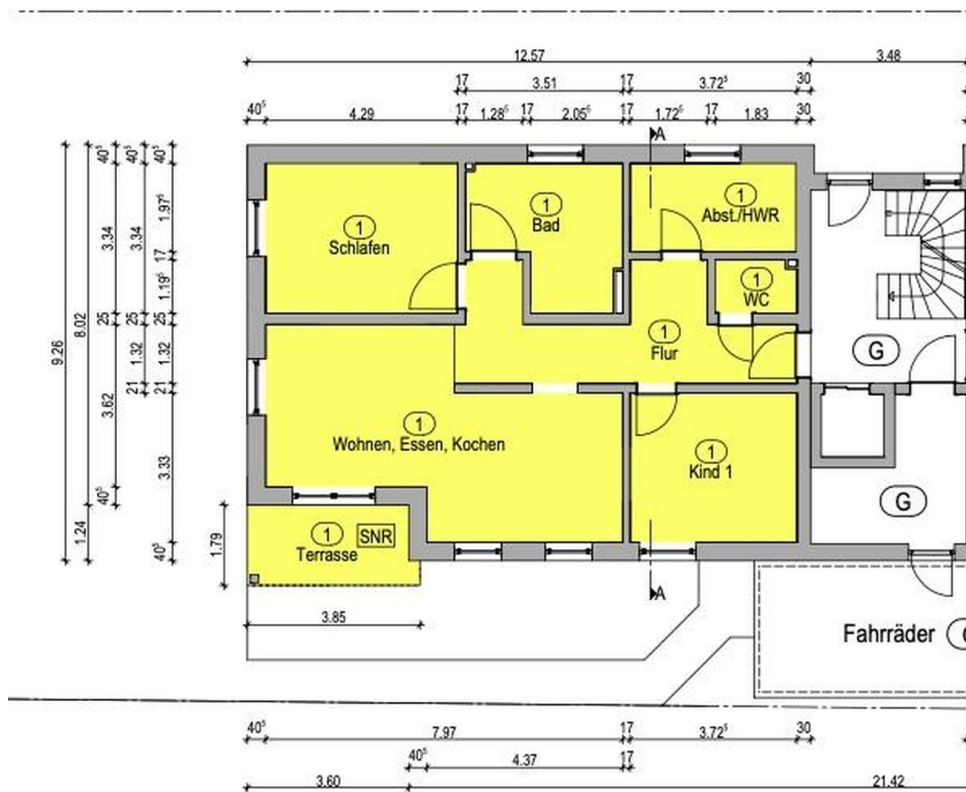 12.57 3.48
17 3.51 17 3.72⁵ 30
40⁵ 4.29 17 1.28⁵ 17 2.05⁵ 17 1.72⁵ 17 1.83 30
A
40⁵ 40⁵ 40⁵
1 1 1
Schlafen Bad Abst./HWR
3.34 3.34 1.97⁵
17
1.19⁵
1
WC
25 25 25
9.26 8.02 1.32 1.32
1
Flur
G
21 21
3.62 3.33
1
Wohnen, Essen, Kochen
1
Kind 1
G
40⁵
1.24
1.79
1
Terrasse
SNR
40⁵
A
3.85
Fahrräder
40⁵ 7.97 17 3.72⁵ 30
40⁵ 4.37 17
3.60 21.42